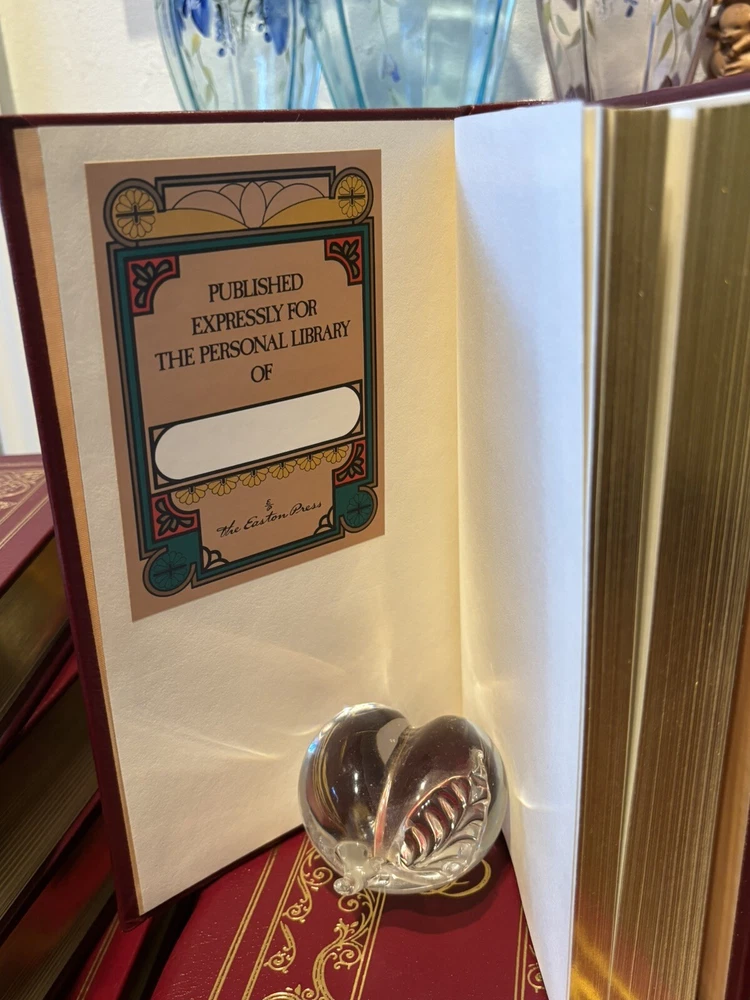 PUBLISHED
EXPRESSLY FOR
THE PERSONAL LIBRARY
OF
The Easton Press